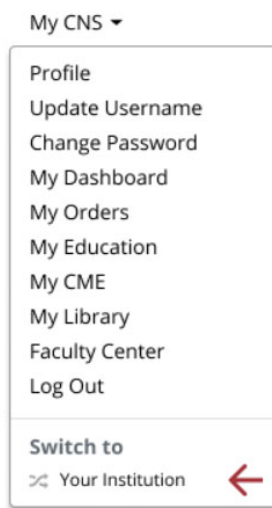 My CNS
Profile
Update Username
Change Password
My Dashboard
My Orders
My Education
My CME
My Library
Faculty Center
Log Out
Switch to
Your Institution